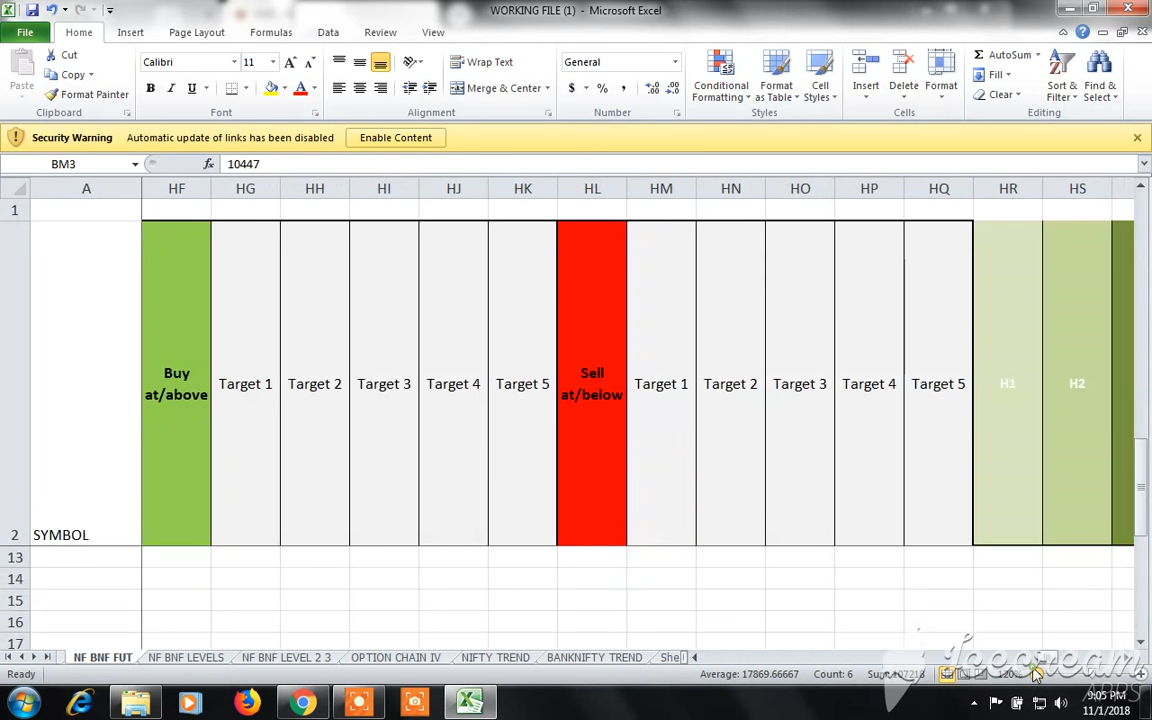 WORKING FILE (1) - Microsoft Excel
File Home Insert Page Layout Formulas Data Review View
Cut
Copy
Format Painter
Paste
Clipboard
Calibri 11
B I U
Font
Wrap Text
Merge & Center
Alignment
General
$ % ,
Number
Conditional Formatting
Format as Table
Cell Styles
Styles
Insert Delete Format
Cells
AutoSum
Fill
Clear
Sort & Filter
Find & Select
Editing
Security Warning Automatic update of links has been disabled Enable Content
BM3 fx 10447
A HF HG HH HI HJ HK HL HM HN HO HP HQ HR HS
1
Buy at/above Target 1 Target 2 Target 3 Target 4 Target 5 Sell at/below Target 1 Target 2 Target 3 Target 4 Target 5 H1 H2
2 SYMBOL
13
14
15
16
17
NF BNF FUT NF BNF LEVELS NF BNF LEVEL 2 3 OPTION CHAIN IV NIFTY TREND BANKNIFTY TREND She
Ready Average: 17869.66667 Count: 6 Sum: 107218 120%
Icecream
APPS
9:05 PM
11/1/2018